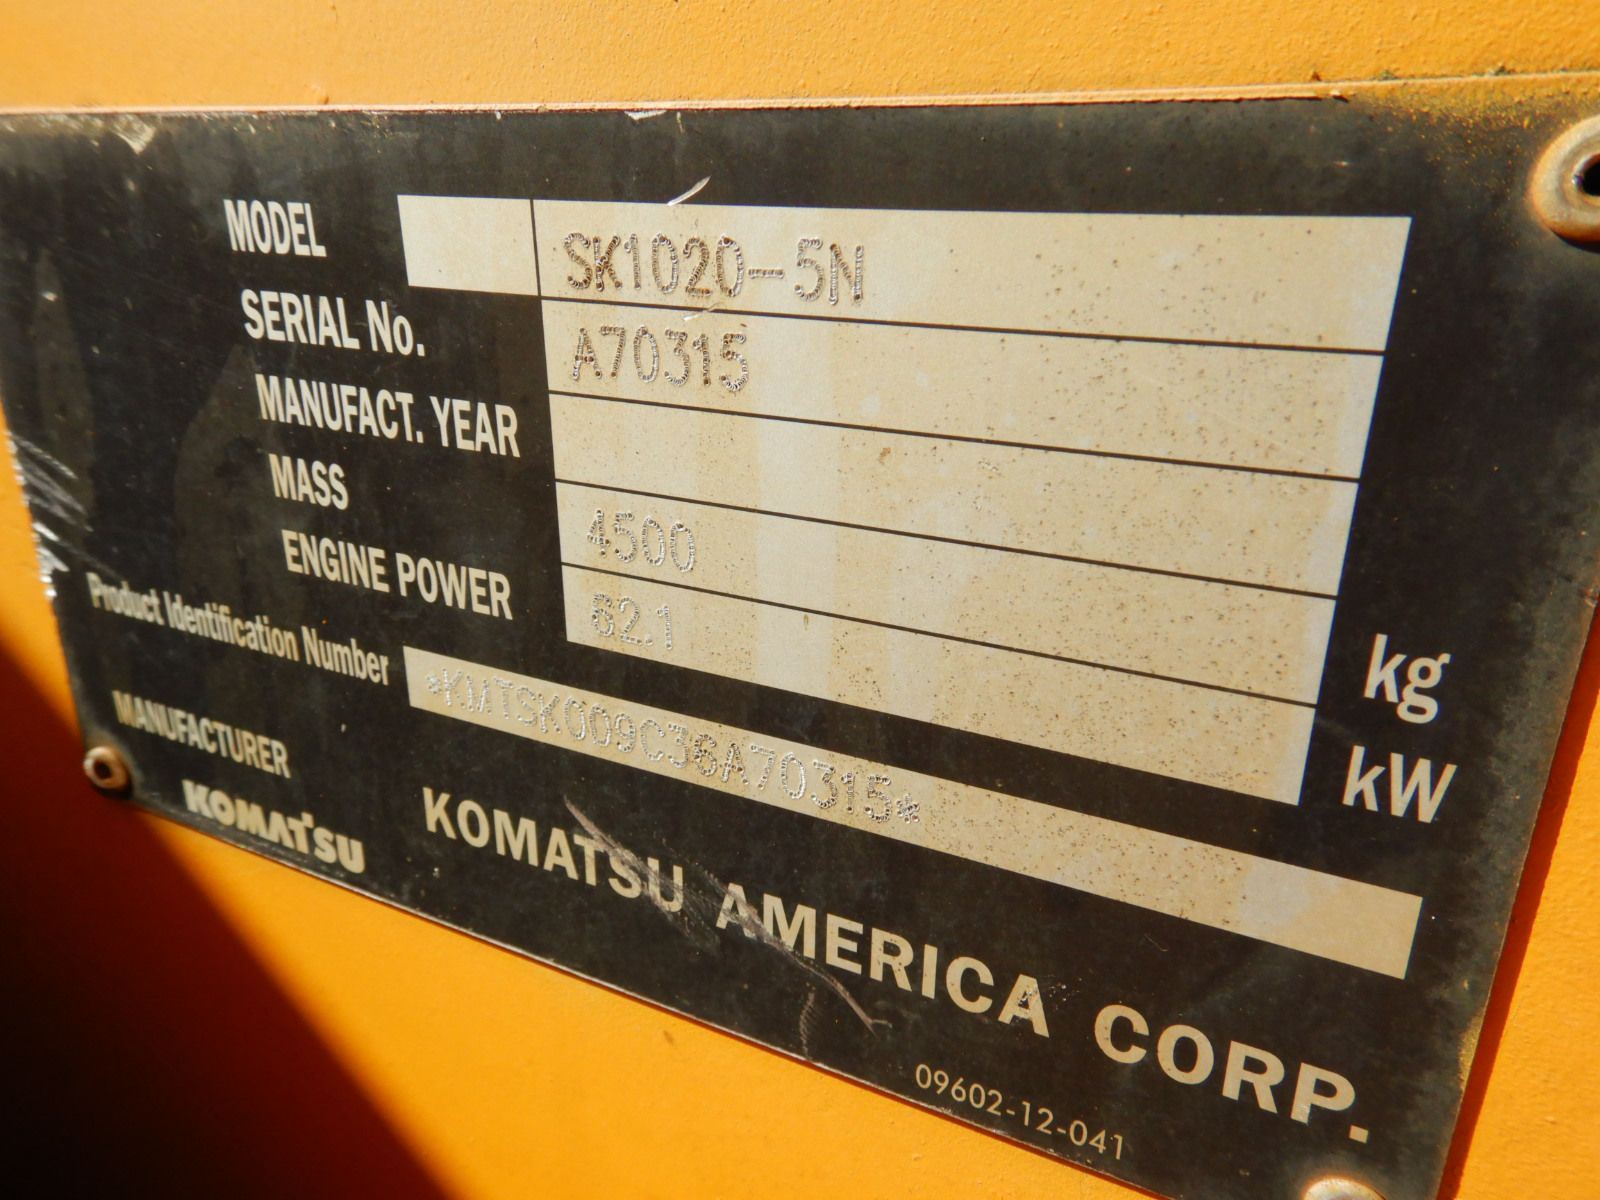 MODEL SK1020-5N
SERIAL No. A70315
MANUFACT. YEAR
MASS 4500 kg
ENGINE POWER 62.1 kW
Product Identification Number *KMTSK009C36A70315*
MANUFACTURER
KOMATSU KOMATSU AMERICA CORP.
09602-12-041